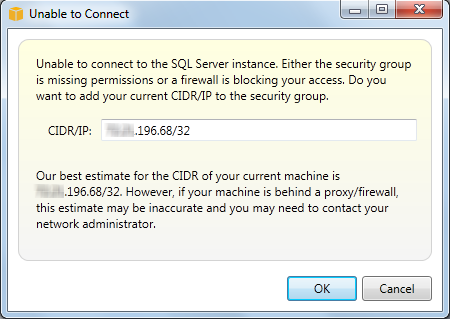 Unable to Connect
Unable to connect to the SQL Server instance. Either the security group
is missing permissions or a firewall is blocking your access. Do you
want to add your current CIDR/IP to the security group.
CIDR/IP: .196.68/32
Our best estimate for the CIDR of your current machine is
.196.68/32. However, if your machine is behind a proxy/firewall,
this estimate may be inaccurate and you may need to contact your
network administrator.
OK Cancel